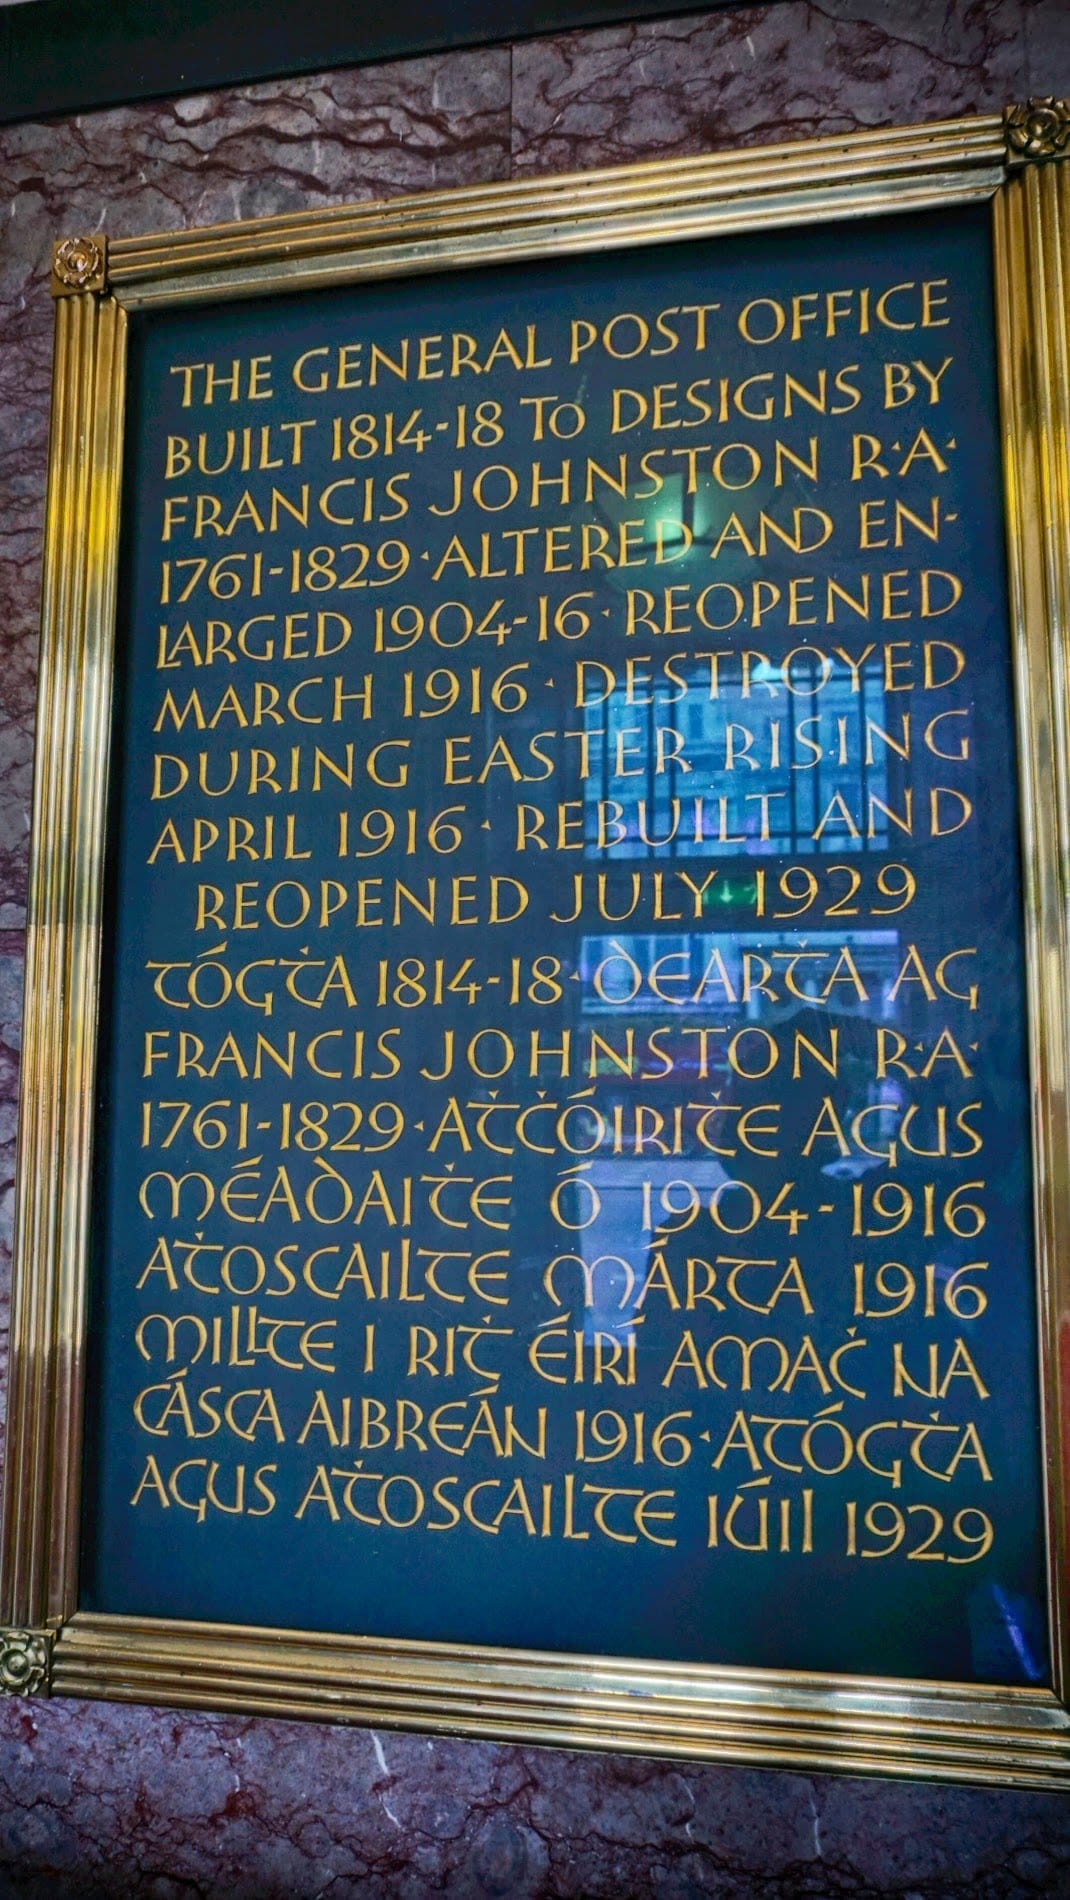 THE GENERAL POST OFFICE
BUILT 1814-18 To DESIGNS BY
FRANCIS JOHNSTON R·A·
1761-1829·ALTERED AND EN-
LARGED 1904-16·REOPENED
MARCH 1916·DESTROYED
DURING EASTER RISING
APRIL 1916·REBUILT AND
REOPENED JULY 1929
TÓGṪA 1814-18·ḊEARṪA AG
FRANCIS JOHNSTON R·A·
1761-1829·AṪĊÓIRIṪE AGUS
MÉAḊAIṪE Ó 1904-1916
AṪOSCAILTE MÁRTA 1916
MILLTE I RIṪ ÉIRÍ AMAĊ NA
CÁSCA AIBREÁN 1916·ATÓGṪA
AGUS AṪOSCAILTE IÚIL 1929